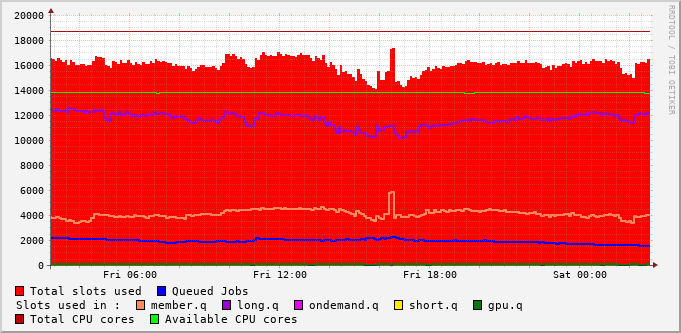 20000
18000
16000
14000
12000
10000
8000
6000
4000
2000
0
Fri 06:00 Fri 12:00 Fri 18:00 Sat 00:00
RRDTOOL / TOBI OETIKER
Total slots used Queued Jobs
Slots used in : member.q long.q ondemand.q short.q gpu.q
Total CPU cores Available CPU cores